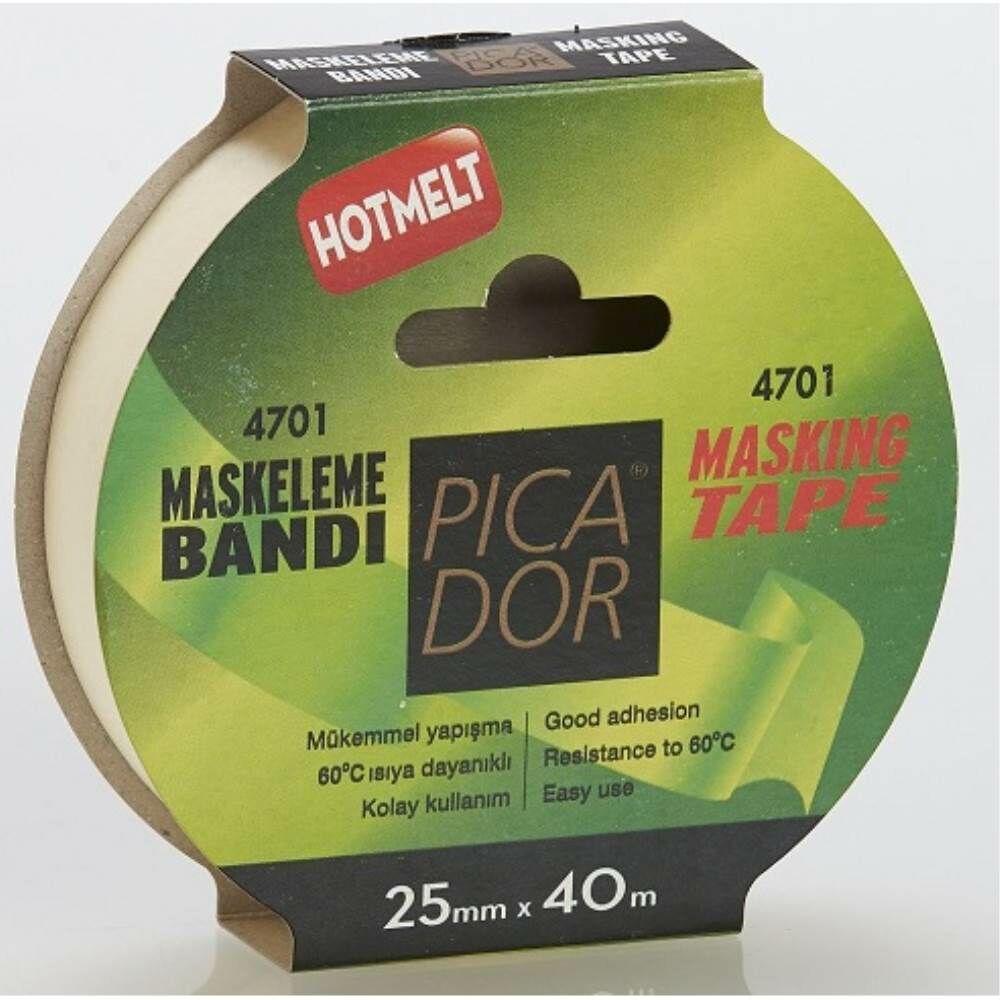 MASKELEME
BANDI
PICA
DOR
MASKING
TAPE
HOTMELT
4701
MASKELEME
BANDI
PICA®
DOR
4701
MASKING
TAPE
Mükemmel yapışma
60°C ısıya dayanıklı
Kolay kullanım
Good adhesion
Resistance to 60°C
Easy use
25mm x 40m